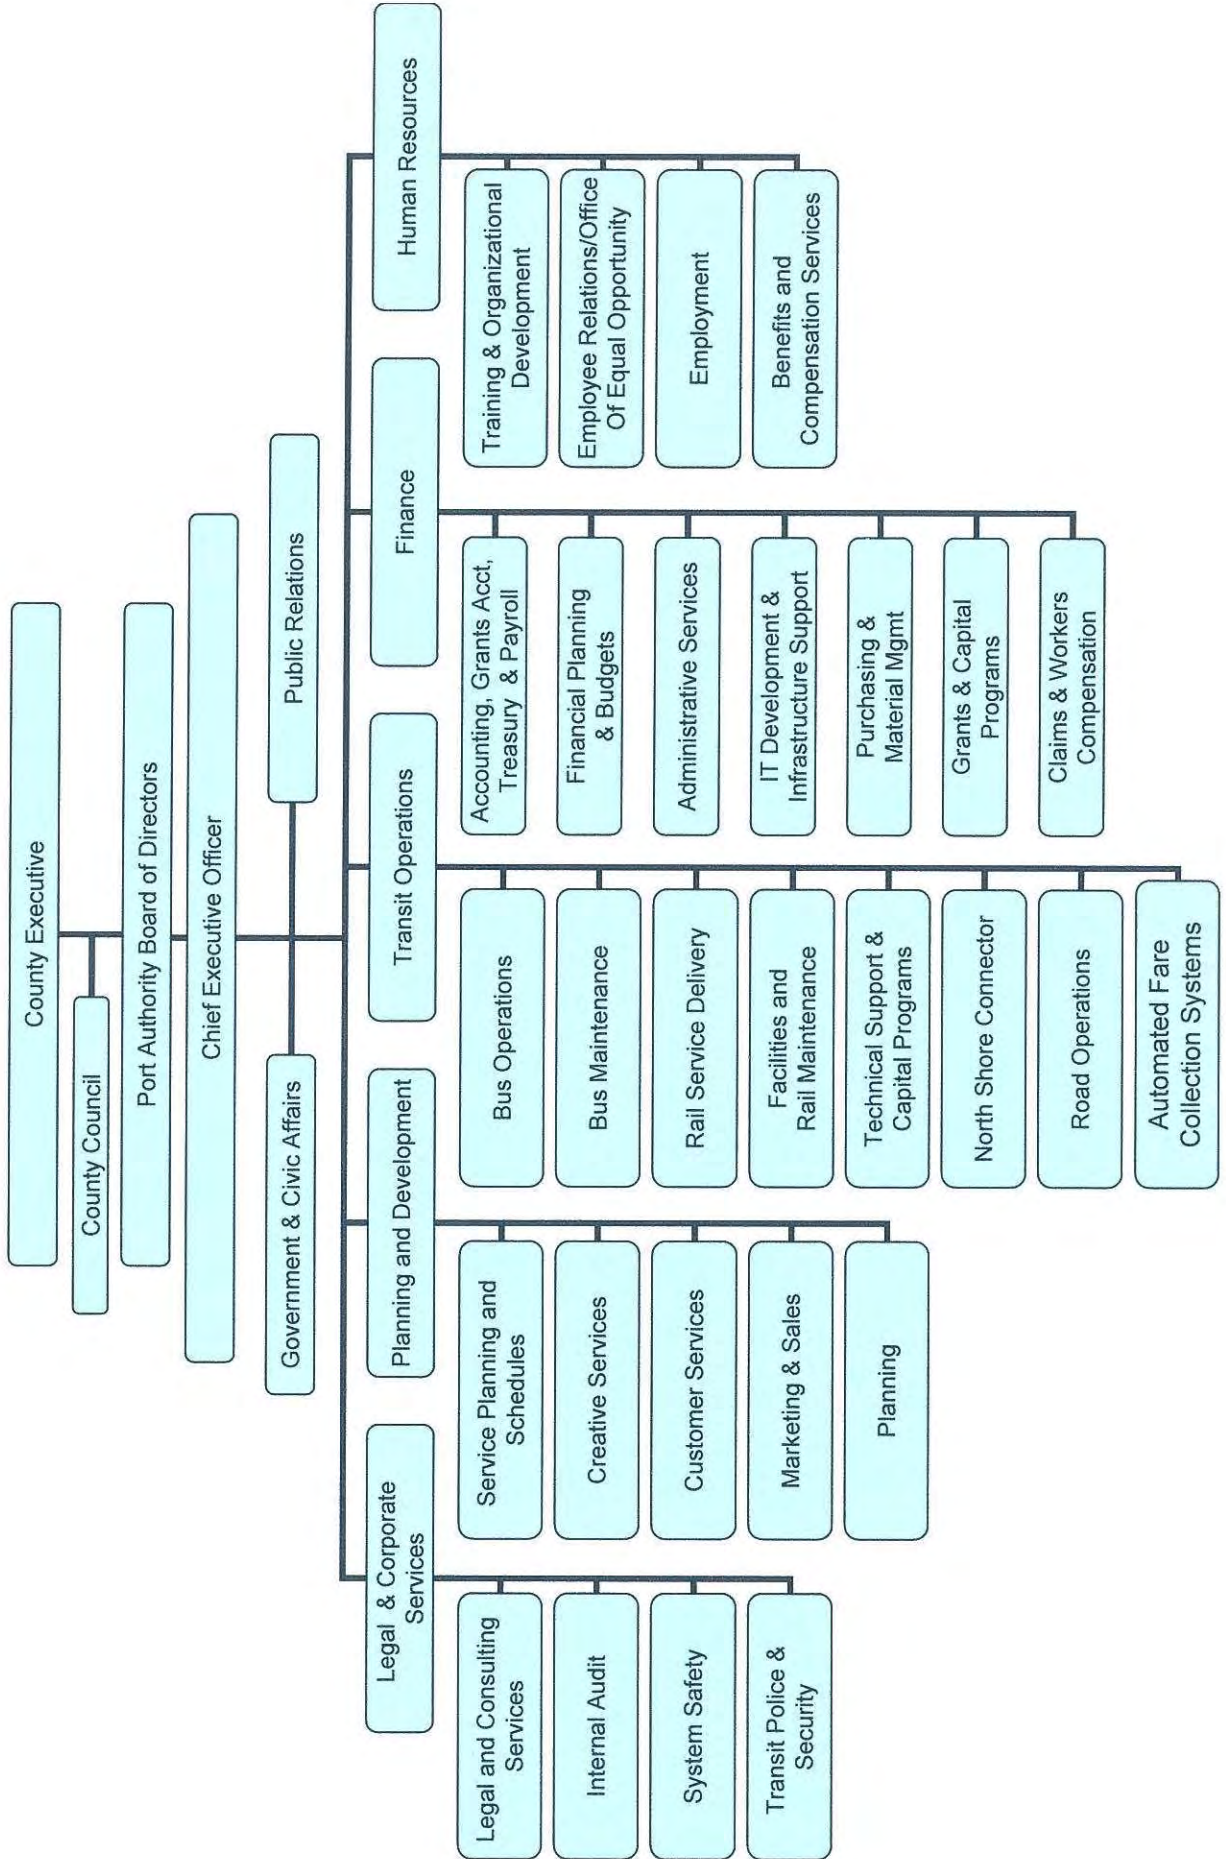 County Executive
County Council
Port Authority Board of Directors
Chief Executive Officer
Government & Civic Affairs
Public Relations
Legal & Corporate
Services
Legal and Consulting
Services
Internal Audit
System Safety
Transit Police &
Security
Planning and Development
Service Planning and
Schedules
Creative Services
Customer Services
Marketing & Sales
Planning
Transit Operations
Bus Operations
Bus Maintenance
Rail Service Delivery
Facilities and
Rail Maintenance
Technical Support &
Capital Programs
North Shore Connector
Road Operations
Automated Fare
Collection Systems
Finance
Accounting, Grants Acct,
Treasury & Payroll
Financial Planning
& Budgets
Administrative Services
IT Development &
Infrastructure Support
Purchasing &
Material Mgmt
Grants & Capital
Programs
Claims & Workers
Compensation
Human Resources
Training & Organizational
Development
Employee Relations/Office
Of Equal Opportunity
Employment
Benefits and
Compensation Services